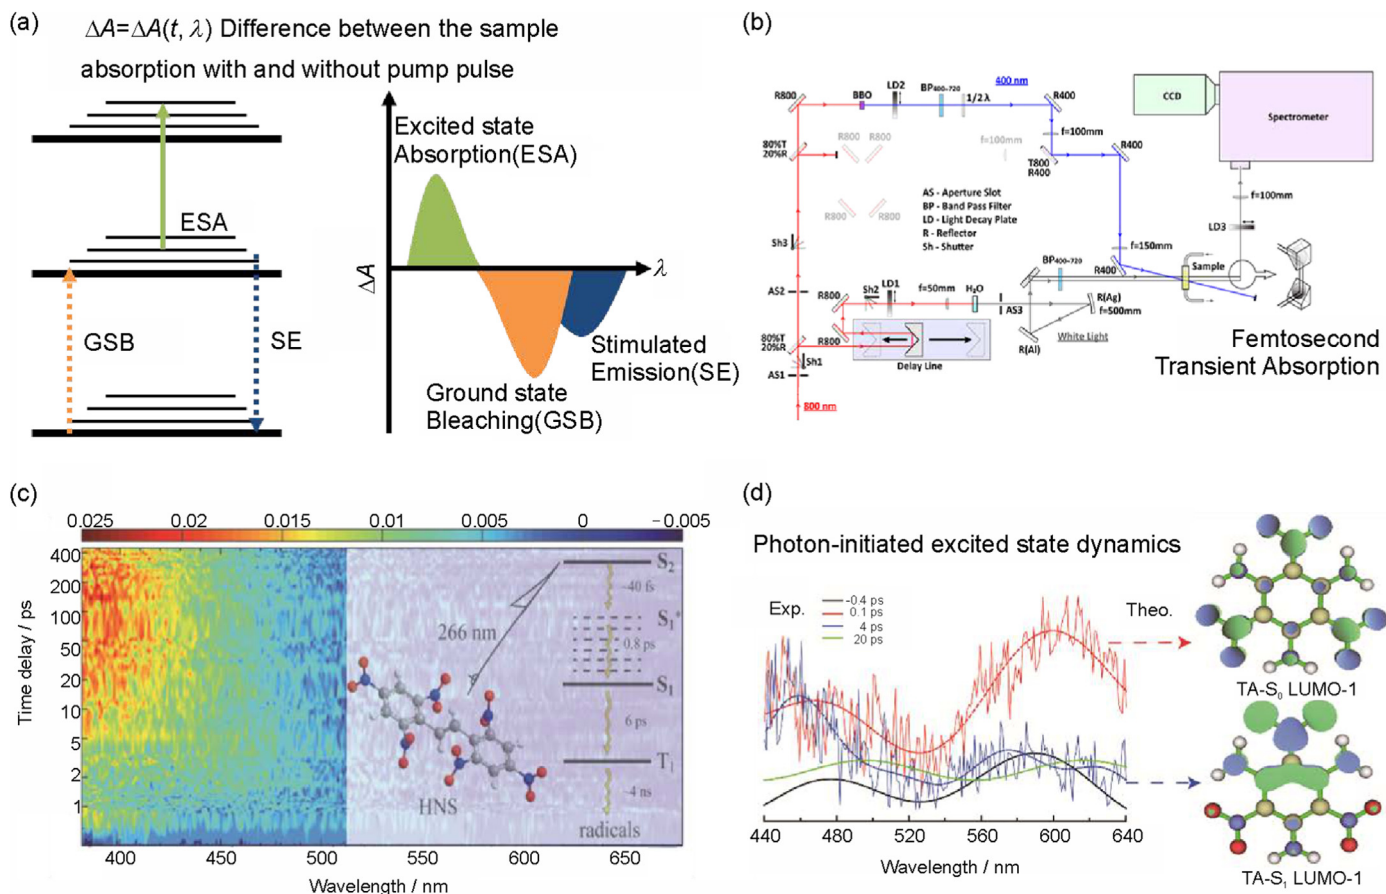 (a)
ΔA=ΔA(t, λ) Difference between the sample
absorption with and without pump pulse
Excited state
Absorption(ESA)
ESA
GSB
SE
ΔA
λ
Stimulated
Emission(SE)
Ground state
Bleaching(GSB)
(b)
R800
BBO
LD2
BP400-720
1/2λ
400 nm
R400
CCD
Spectrometer
80%T
20%R
R800 R800
f=100mm
f=100mm
T800
R400
R400
AS - Aperture Slot
BP - Band Pass Filter
LD - Light Decay Plate
R - Reflector
Sh - Shutter
R800 R800
f=100mm
LD3
Sh3
f=150mm
BP400-720
R400
Sample
AS2
R800
Sh2
LD1
f=50mm
H₂O
AS3
R(Ag)
f=500mm
80%T
20%R
R800
R(Al)
White Light
Sh1
AS1
Delay Line
800 nm
Femtosecond
Transient Absorption
(c)
0.025 0.02 0.015 0.01 0.005 0 -0.005
Time delay / ps
400
200
100
50
20
10
5
2
1
S2
~40 fs
S1*
266 nm
0.8 ps
S1
6 ps
T1
HNS
~4 ns
radicals
400 450 500 550 600 650
Wavelength / nm
(d)
Photon-initiated excited state dynamics
Exp.
-0.4 ps
0.1 ps
4 ps
20 ps
Theo.
TA-S0 LUMO-1
TA-S1 LUMO-1
440 480 520 560 600 640
Wavelength / nm